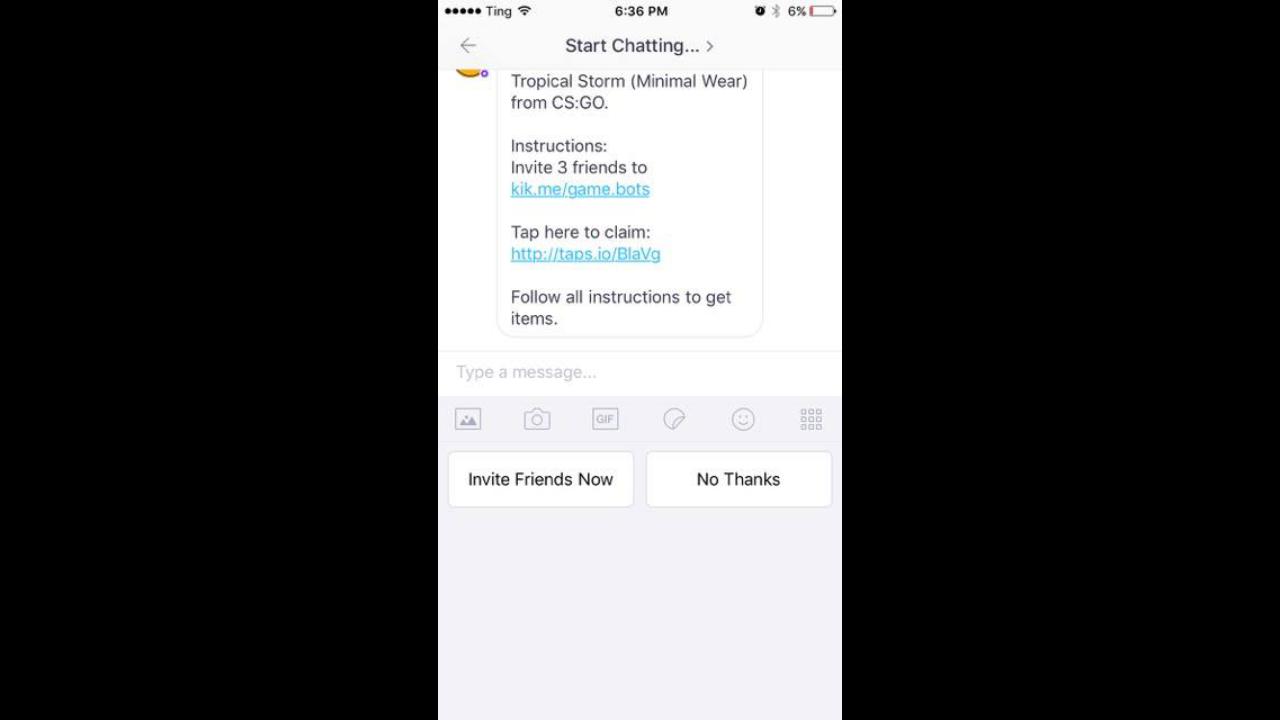 Ting
6:36 PM
6%
Start Chatting...
Tropical Storm (Minimal Wear)
from CS:GO.
Instructions:
Invite 3 friends to
kik.me/game.bots
Tap here to claim:
http://taps.io/BlaVg
Follow all instructions to get
items.
Type a message...
GIF
Invite Friends Now
No Thanks